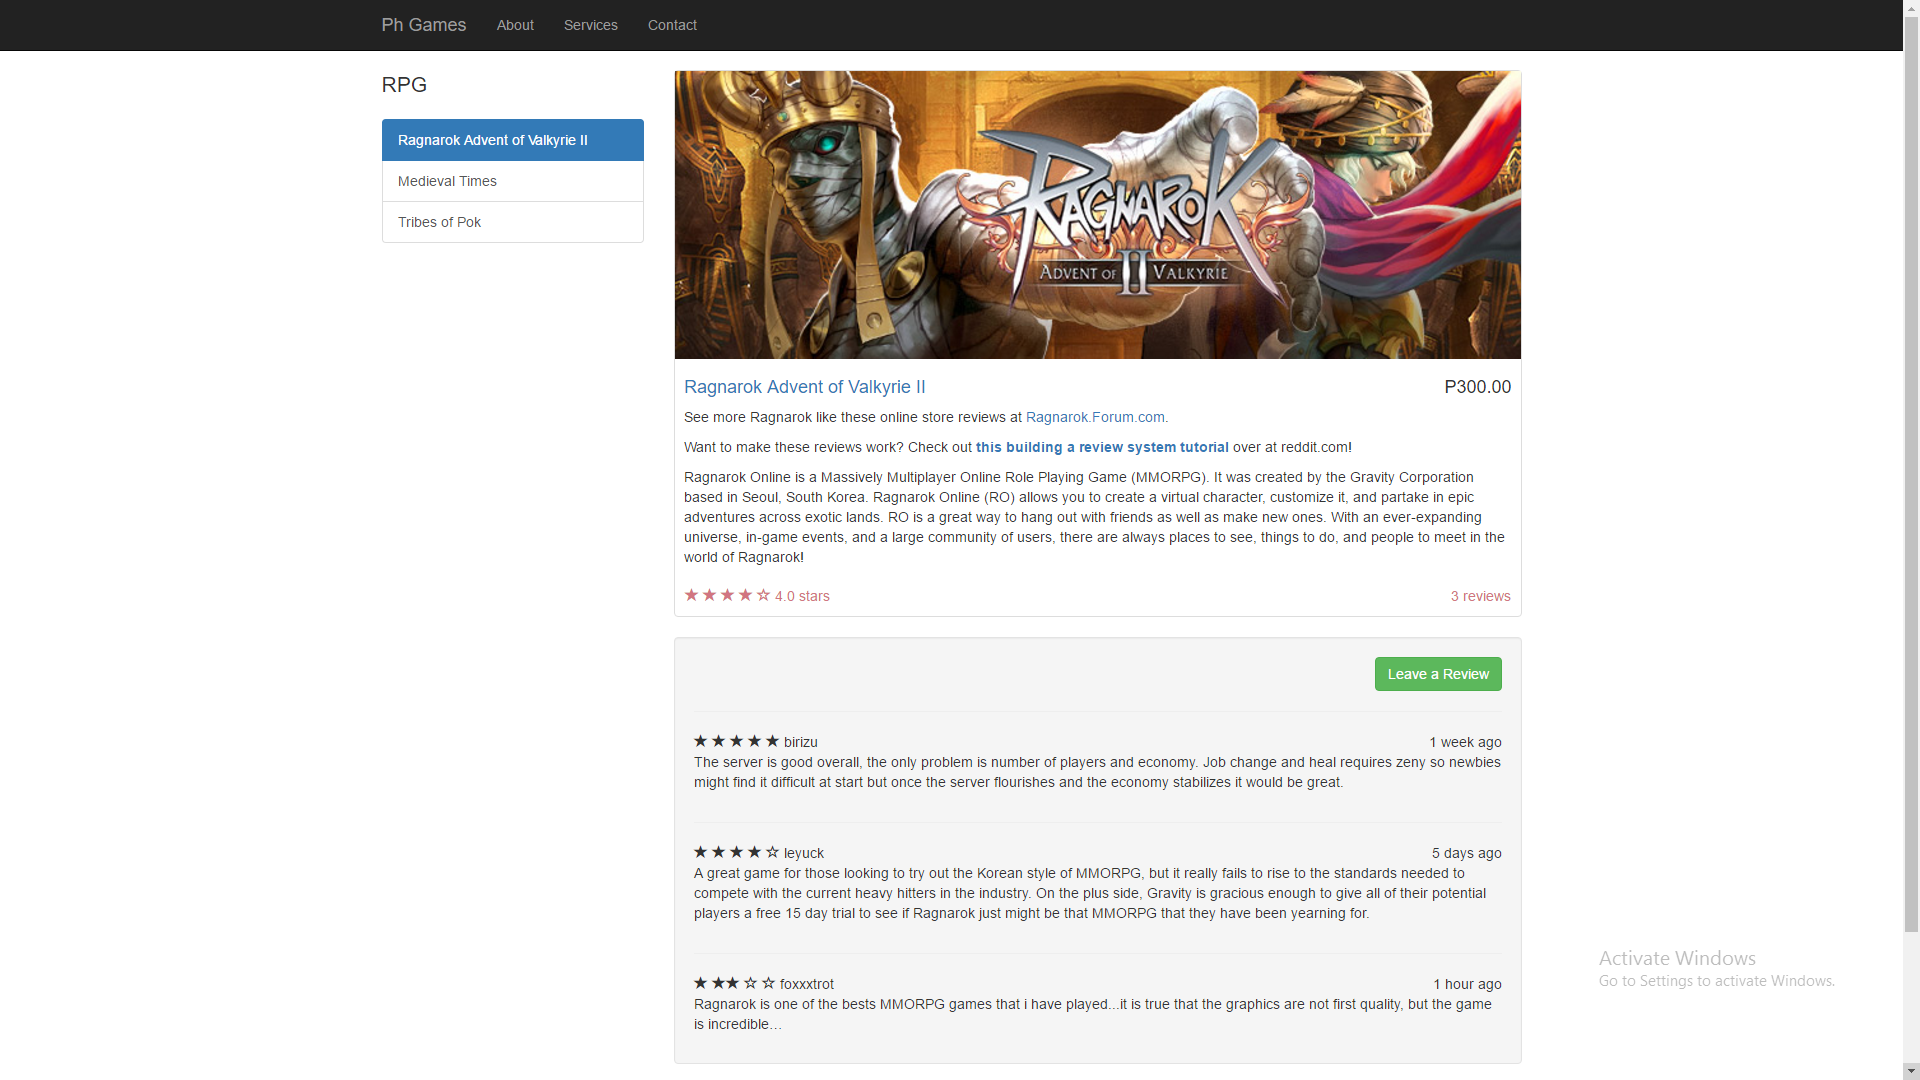 Ph Games About Services Contact
RPG
Ragnarok Advent of Valkyrie II
Medieval Times
Tribes of Pok
RAGNAROK
ADVENT OF II VALKYRIE
Ragnarok Advent of Valkyrie II P300.00
See more Ragnarok like these online store reviews at Ragnarok.Forum.com.
Want to make these reviews work? Check out this building a review system tutorial over at reddit.com!
Ragnarok Online is a Massively Multiplayer Online Role Playing Game (MMORPG). It was created by the Gravity Corporation
based in Seoul, South Korea. Ragnarok Online (RO) allows you to create a virtual character, customize it, and partake in epic
adventures across exotic lands. RO is a great way to hang out with friends as well as make new ones. With an ever-expanding
universe, in-game events, and a large community of users, there are always places to see, things to do, and people to meet in the
world of Ragnarok!
★ ★ ★ ★ ☆ 4.0 stars 3 reviews
Leave a Review
★ ★ ★ ★ ★ birizu 1 week ago
The server is good overall, the only problem is number of players and economy. Job change and heal requires zeny so newbies
might find it difficult at start but once the server flourishes and the economy stabilizes it would be great.
★ ★ ★ ★ ☆ leyuck 5 days ago
A great game for those looking to try out the Korean style of MMORPG, but it really fails to rise to the standards needed to
compete with the current heavy hitters in the industry. On the plus side, Gravity is gracious enough to give all of their potential
players a free 15 day trial to see if Ragnarok just might be that MMORPG that they have been yearning for.
★ ★★ ☆ ☆ foxxxtrot 1 hour ago
Ragnarok is one of the bests MMORPG games that i have played...it is true that the graphics are not first quality, but the game
is incredible…
Activate Windows
Go to Settings to activate Windows.